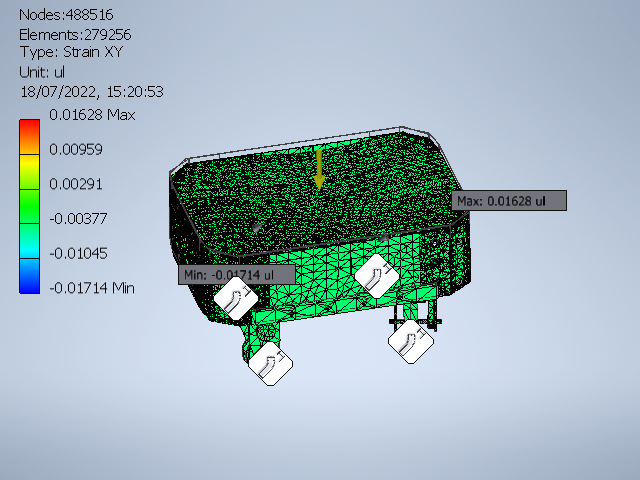 Nodes:488516
Elements:279256
Type: Strain XY
Unit: ul
18/07/2022, 15:20:53
0.01628 Max
0.00959
0.00291
-0.00377
-0.01045
-0.01714 Min
Max: 0.01628 ul
Min: -0.01714 ul